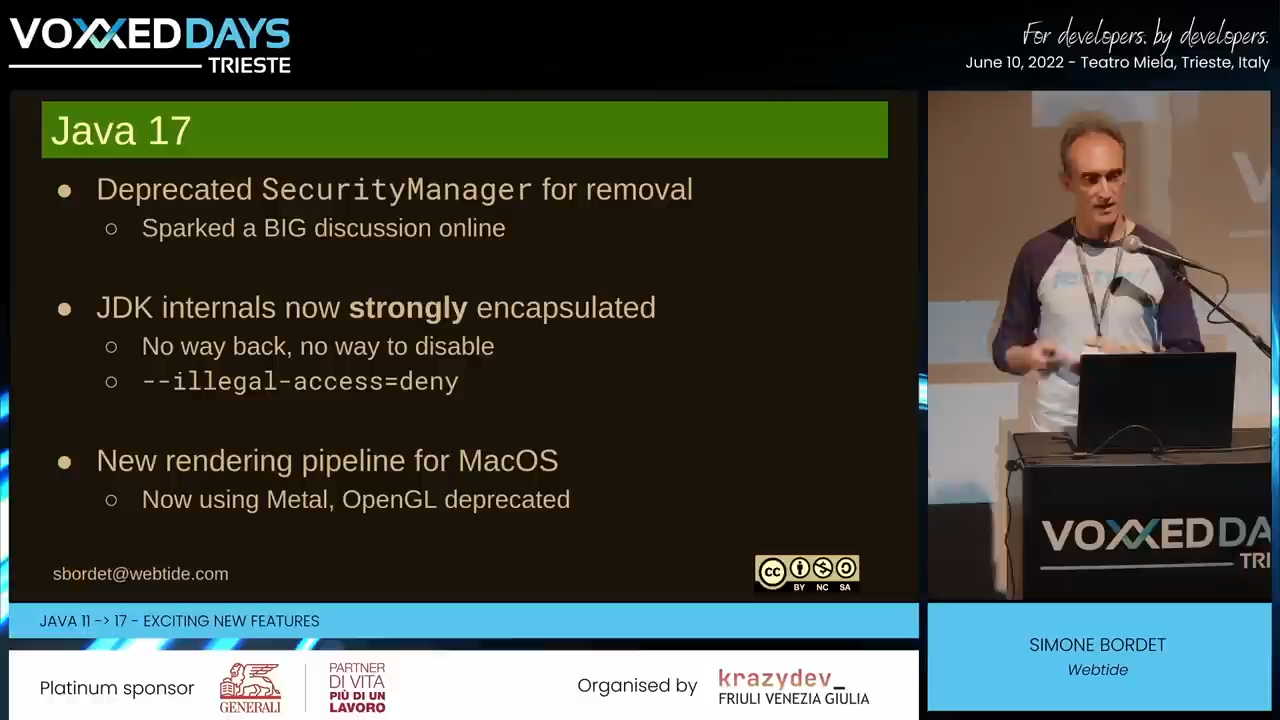 VOXXEDDAYS
TRIESTE
For developers, by developers.
June 10, 2022 - Teatro Miela, Trieste, Italy
Java 17
● Deprecated SecurityManager for removal
○ Sparked a BIG discussion online
● JDK internals now strongly encapsulated
○ No way back, no way to disable
○ --illegal-access=deny
● New rendering pipeline for MacOS
○ Now using Metal, OpenGL deprecated
sbordet@webtide.com
CC BY NC SA
JAVA 11 -> 17 - EXCITING NEW FEATURES
VOXXED DA
TRI
SIMONE BORDET
Webtide
Platinum sponsor
GENERALI
PARTNER
DI VITA
PIÙ DI UN
LAVORO
Organised by
krazydev_
FRIULI VENEZIA GIULIA